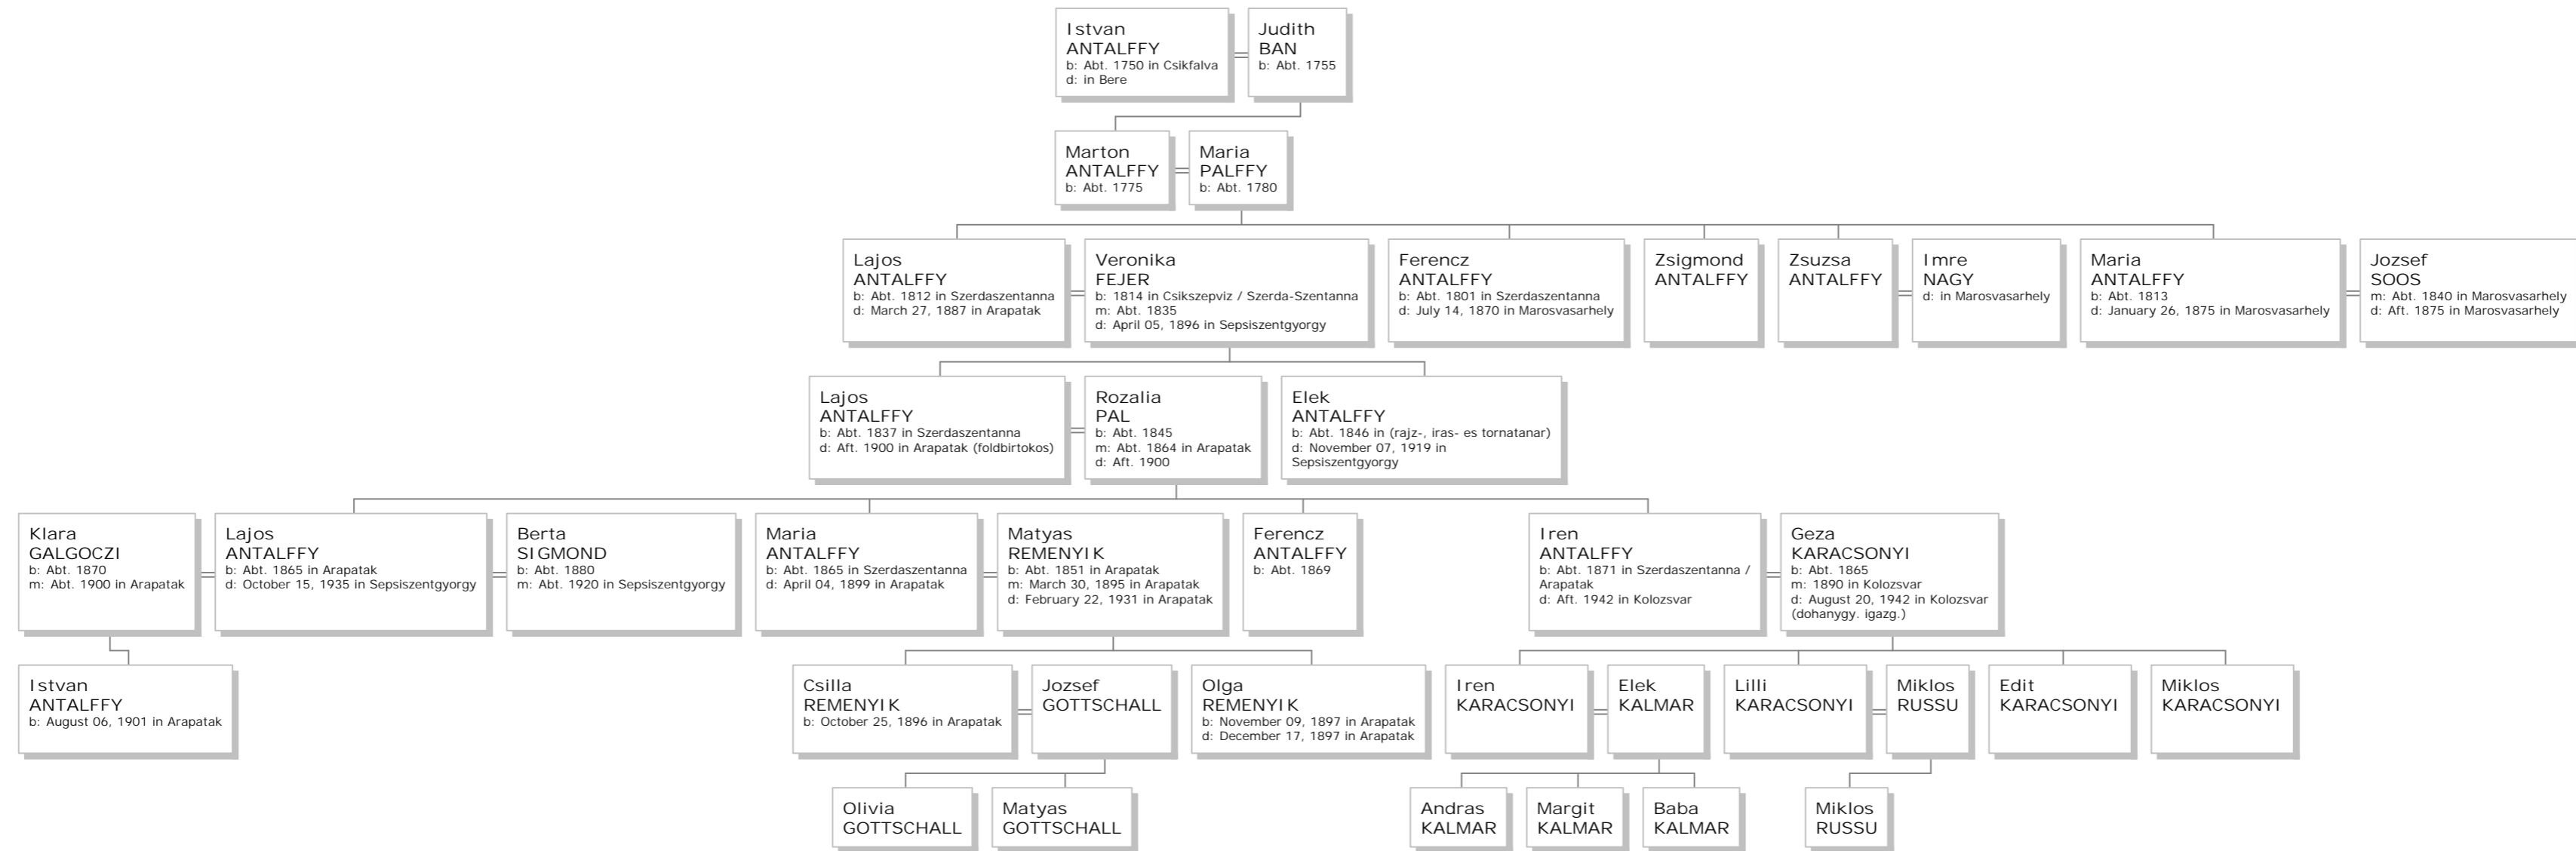 Istvan
ANTALFFY
b: Abt. 1750 in Csikfalva
d: in Bere
Judith
BAN
b: Abt. 1755
Marton
ANTALFFY
b: Abt. 1775
Maria
PALFFY
b: Abt. 1780
Lajos
ANTALFFY
b: Abt. 1812 in Szerdaszentanna
d: March 27, 1887 in Arapatak
Veronika
FEJER
b: 1814 in Csikszepviz / Szerda-Szentanna
m: Abt. 1835
d: April 05, 1896 in Sepsiszentgyorgy
Ferencz
ANTALFFY
b: Abt. 1801 in Szerdaszentanna
d: July 14, 1870 in Marosvasarhely
Zsigmond
ANTALFFY
Zsuzsa
ANTALFFY
Imre
NAGY
d: in Marosvasarhely
Maria
ANTALFFY
b: Abt. 1813
d: January 26, 1875 in Marosvasarhely
Jozsef
SOOS
m: Abt. 1840 in Marosvasarhely
d: Aft. 1875 in Marosvasarhely
Lajos
ANTALFFY
b: Abt. 1837 in Szerdaszentanna
d: Aft. 1900 in Arapatak (foldbirtokos)
Rozalia
PAL
b: Abt. 1845
m: Abt. 1864 in Arapatak
d: Aft. 1900
Elek
ANTALFFY
b: Abt. 1846 in (rajz-, iras- es tornatanar)
d: November 07, 1919 in
Sepsiszentgyorgy
Klara
GALGOCZI
b: Abt. 1870
m: Abt. 1900 in Arapatak
Lajos
ANTALFFY
b: Abt. 1865 in Arapatak
d: October 15, 1935 in Sepsiszentgyorgy
Berta
SIGMOND
b: Abt. 1880
m: Abt. 1920 in Sepsiszentgyorgy
Maria
ANTALFFY
b: Abt. 1865 in Szerdaszentanna
d: April 04, 1899 in Arapatak
Matyas
REMENYIK
b: Abt. 1851 in Arapatak
m: March 30, 1895 in Arapatak
d: February 22, 1931 in Arapatak
Ferencz
ANTALFFY
b: Abt. 1869
Iren
ANTALFFY
b: Abt. 1871 in Szerdaszentanna /
Arapatak
d: Aft. 1942 in Kolozsvar
Geza
KARACSONYI
b: Abt. 1865
m: 1890 in Kolozsvar
d: August 20, 1942 in Kolozsvar
(dohanygy. igazg.)
Istvan
ANTALFFY
b: August 06, 1901 in Arapatak
Csilla
REMENYIK
b: October 25, 1896 in Arapatak
Jozsef
GOTTSCHALL
Olga
REMENYIK
b: November 09, 1897 in Arapatak
d: December 17, 1897 in Arapatak
Iren
KARACSONYI
Elek
KALMAR
Lilli
KARACSONYI
Miklos
RUSSU
Edit
KARACSONYI
Miklos
KARACSONYI
Olivia
GOTTSCHALL
Matyas
GOTTSCHALL
Andras
KALMAR
Margit
KALMAR
Baba
KALMAR
Miklos
RUSSU